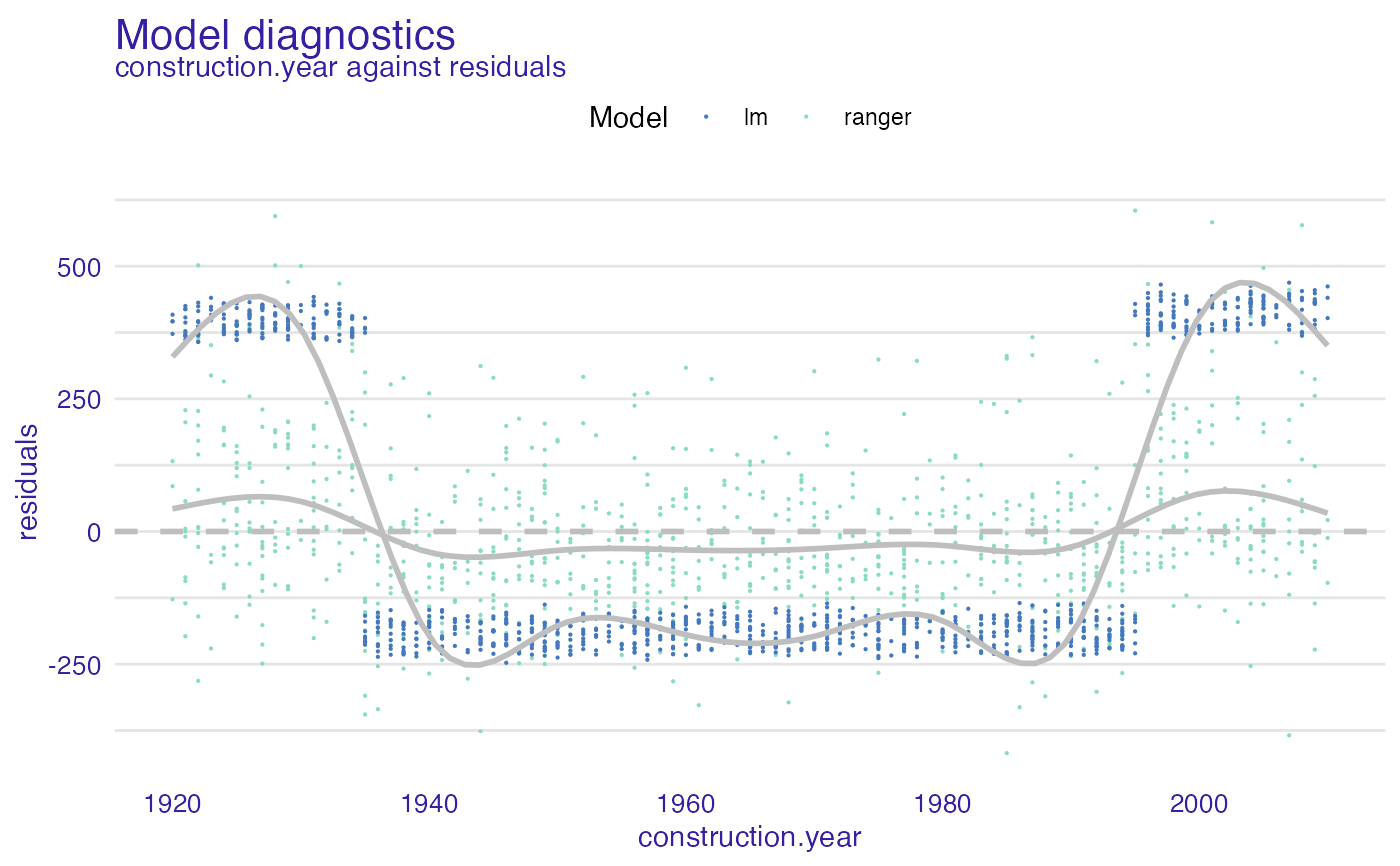 Model diagnostics
construction.year against residuals
Model lm ranger
500
250
0
-250
residuals
1920 1940 1960 1980 2000
construction.year